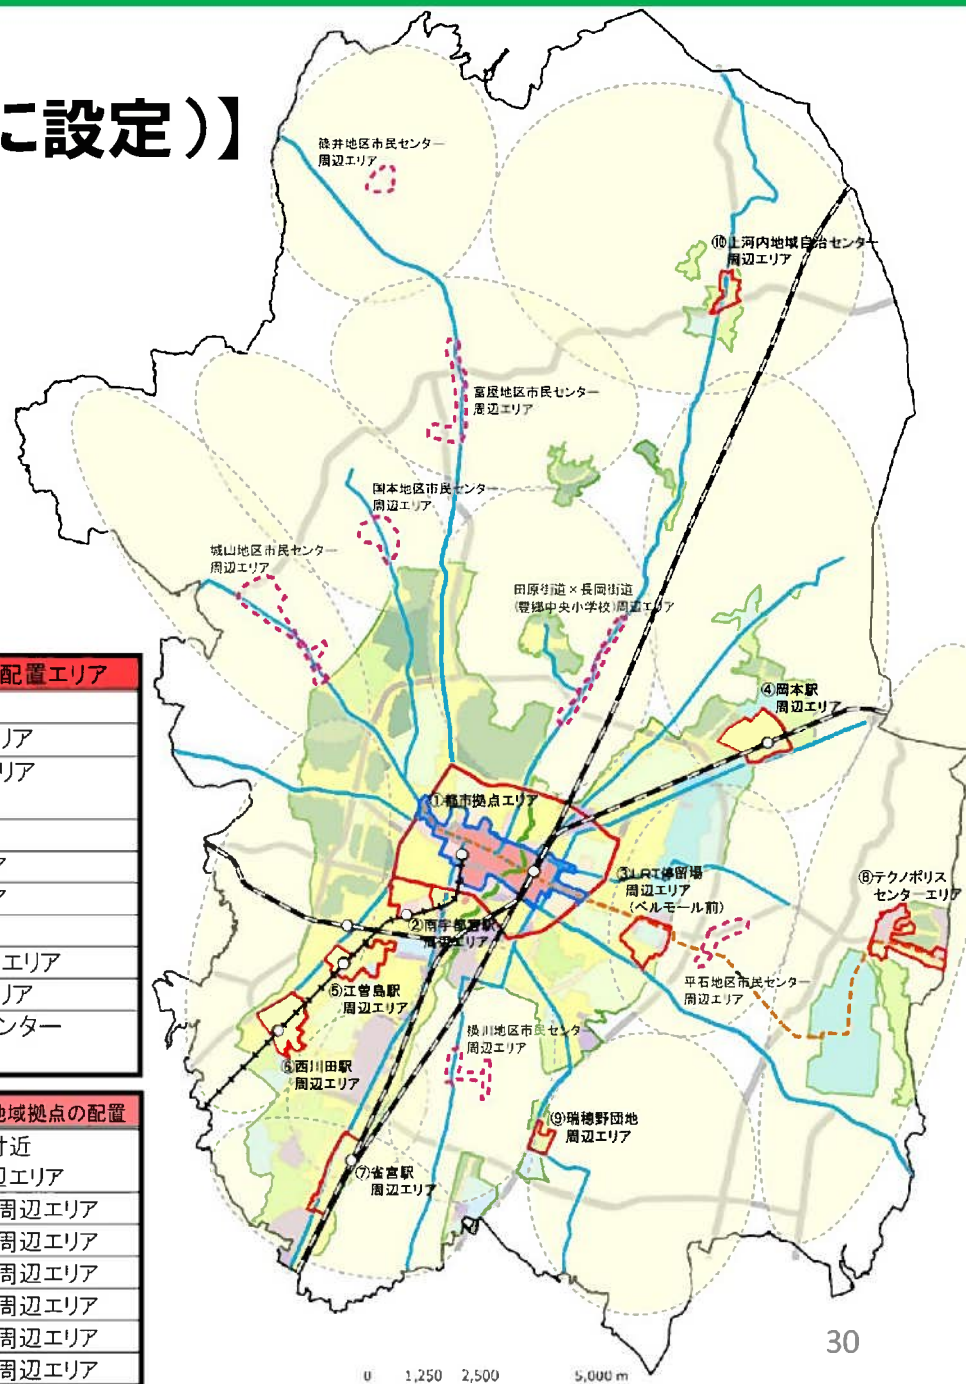 に設定）】
篠井地区市民センター
周辺エリア
⑩上河内地域自治センター
周辺エリア
富屋地区市民センター
周辺エリア
国本地区市民センター
周辺エリア
城山地区市民センター
周辺エリア
田原街道×長岡街道
(豊郷中央小学校)周辺エリア
④岡本駅
周辺エリア
①都市拠点エリア
③LRT停留場
周辺エリア
（ベルモール前）
⑧テクノポリス
センターエリア
②南宇都宮駅
周辺エリア
平石地区市民センター
周辺エリア
⑤江曽島駅
周辺エリア
横川地区市民センター
周辺エリア
⑥西川田駅
周辺エリア
⑨瑞穂野団地
周辺エリア
⑦雀宮駅
周辺エリア
配置エリア
リア
リア
ア
ア
エリア
リア
ンター
地域拠点の配置
付近
辺エリア
周辺エリア
周辺エリア
周辺エリア
周辺エリア
周辺エリア
周辺エリア
30
0 1,250 2,500 5,000 m